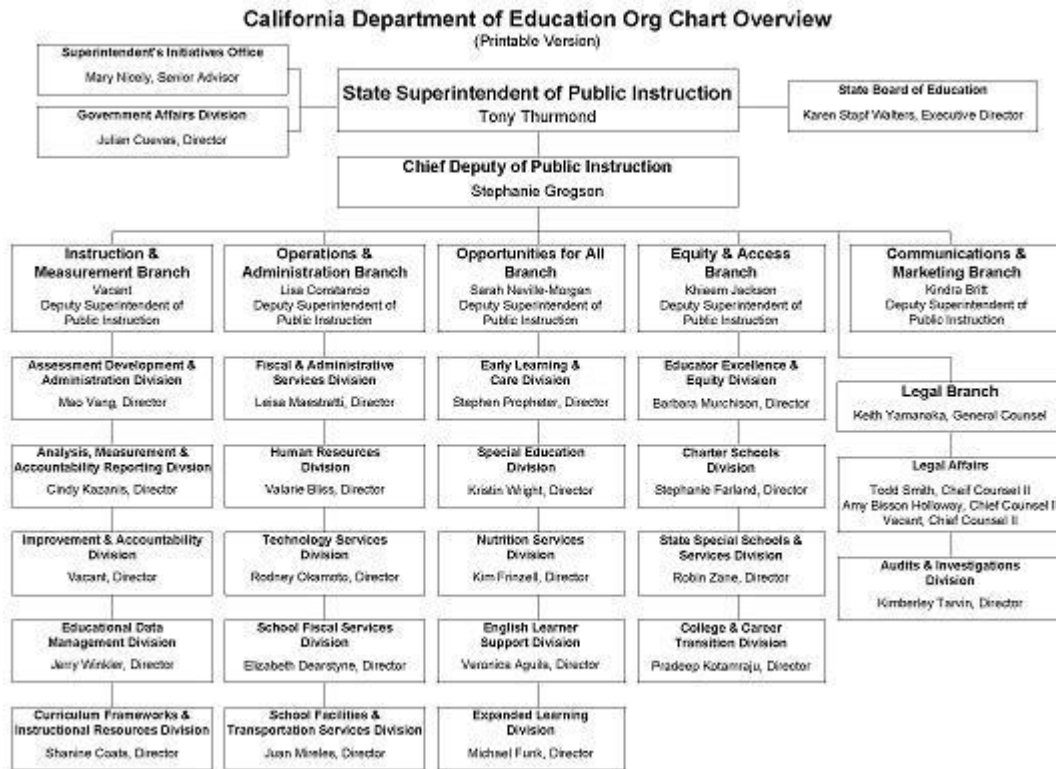 California Department of Education Org Chart Overview
(Printable Version)
Superintendent's Initiatives Office
Mary Nicely, Senior Advisor
Government Affairs Division
Julian Cuevas, Director
State Superintendent of Public Instruction
Tony Thurmond
State Board of Education
Karen Stapf Walters, Executive Director
Chief Deputy of Public Instruction
Stephanie Gregson
Instruction &
Measurement Branch
Vacant
Deputy Superintendent of
Public Instruction
Assessment Development &
Administration Division
Mao Vang, Director
Analysis, Measurement &
Accountability Reporting Divsion
Cindy Kazanis, Director
Improvement & Accountability
Division
Vacant, Director
Educational Data
Management Division
Jerry Winkler, Director
Curriculum Frameworks &
Instructional Resources Division
Shanine Coats, Director
Operations &
Administration Branch
Lisa Constancio
Deputy Superintendent of
Public Instruction
Fiscal & Administrative
Services Division
Leisa Maestretti, Director
Human Resources
Division
Valarie Bliss, Director
Technology Services
Division
Rodney Okamoto, Director
School Fiscal Services
Division
Elizabeth Dearstyne, Director
School Facilities &
Transportation Services Division
Juan Mireles, Director
Opportunities for All
Branch
Sarah Neville-Morgan
Deputy Superintendent of
Public Instruction
Early Learning &
Care Division
Stephen Propheter, Director
Special Education
Division
Kristin Wright, Director
Nutrition Services
Division
Kim Frinzell, Director
English Learner
Support Division
Veronica Aguila, Director
Expanded Learning
Division
Michael Funk, Director
Equity & Access
Branch
Khieem Jackson
Deputy Superintendent of
Public Instruction
Educator Excellence &
Equity Division
Barbara Murchison, Director
Charter Schools
Division
Stephanie Farland, Director
State Special Schools &
Services Division
Robin Zane, Director
College & Career
Transition Division
Pradeep Kotamraju, Director
Communications &
Marketing Branch
Kindra Britt
Deputy Superintendent of
Public Instruction
Legal Branch
Keith Yamanaka, General Counsel
Legal Affairs
Todd Smith, Cheif Counsel II
Amy Bisson Holloway, Chief Counsel II
Vacant, Chief Counsel II
Audits & Investigations
Division
Kimberley Tarvin, Director